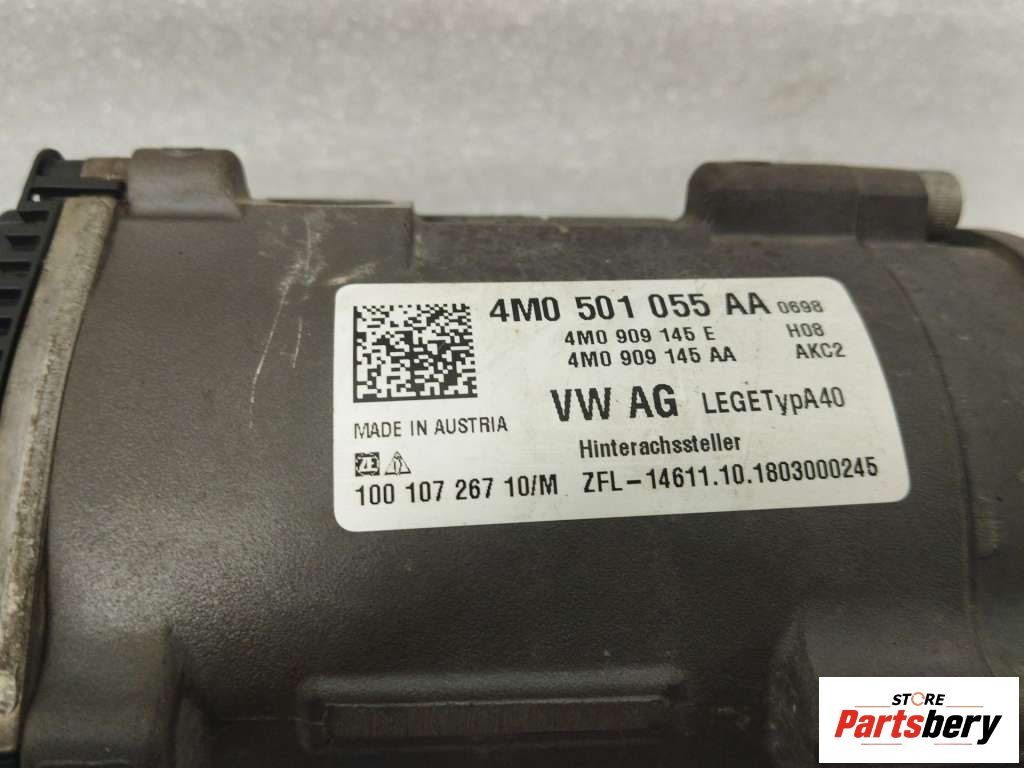 4M0 501 055 AA 0698
4M0 909 145 E H08
4M0 909 145 AA AKC2
VW AG LEGETypA40
MADE IN AUSTRIA
Hinterachssteller
ZF
100 107 267 10/M ZFL-14611.10.1803000245
STORE
Partsbery